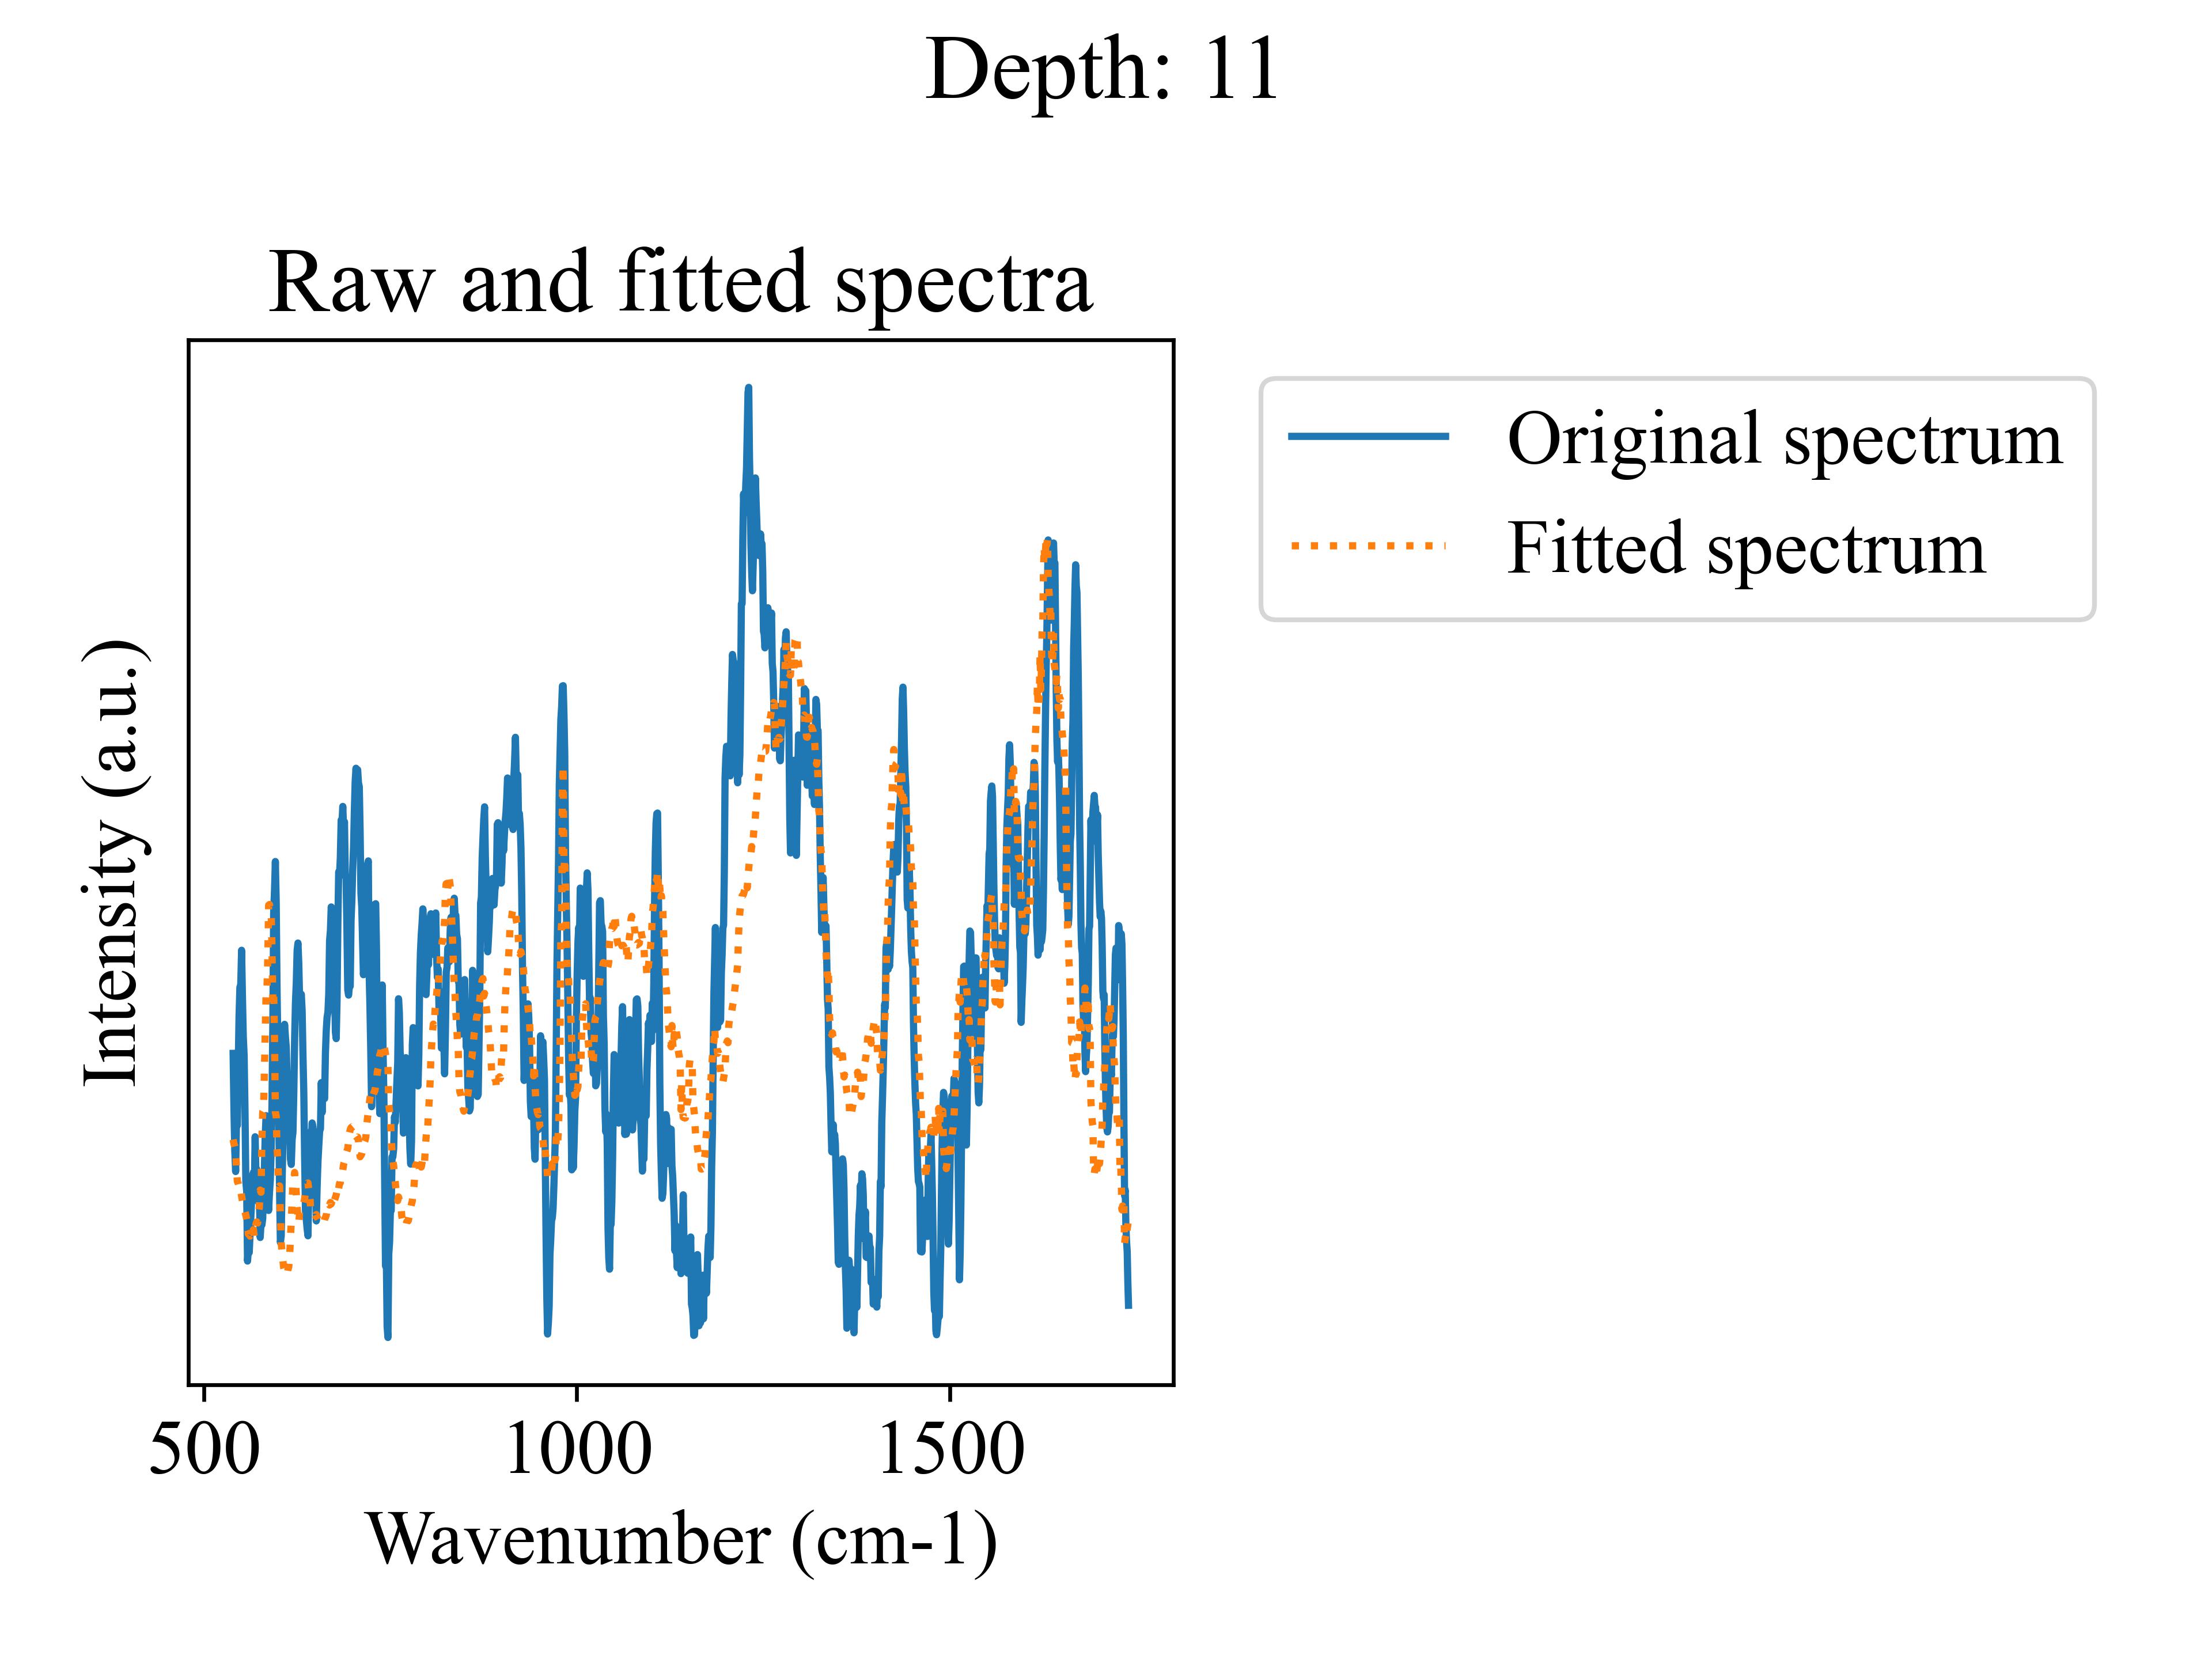 Depth: 11
Raw and fitted spectra
Original spectrum
Fitted spectrum
Intensity (a.u.)
500 1000 1500
Wavenumber (cm-1)